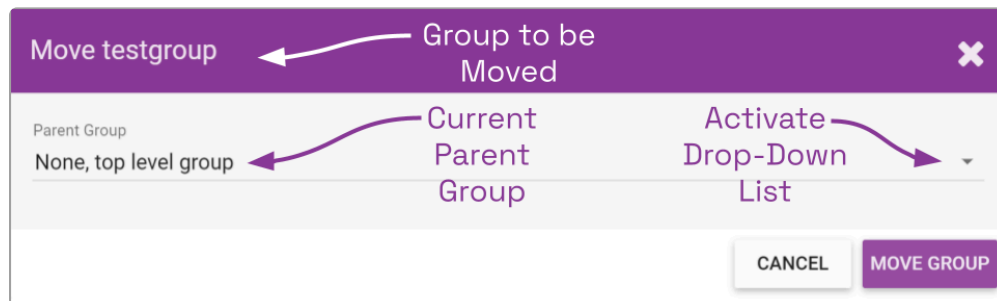 Move testgroup
Group to be
Moved
Parent Group
None, top level group
Current
Parent
Group
Activate
Drop-Down
List
CANCEL
MOVE GROUP